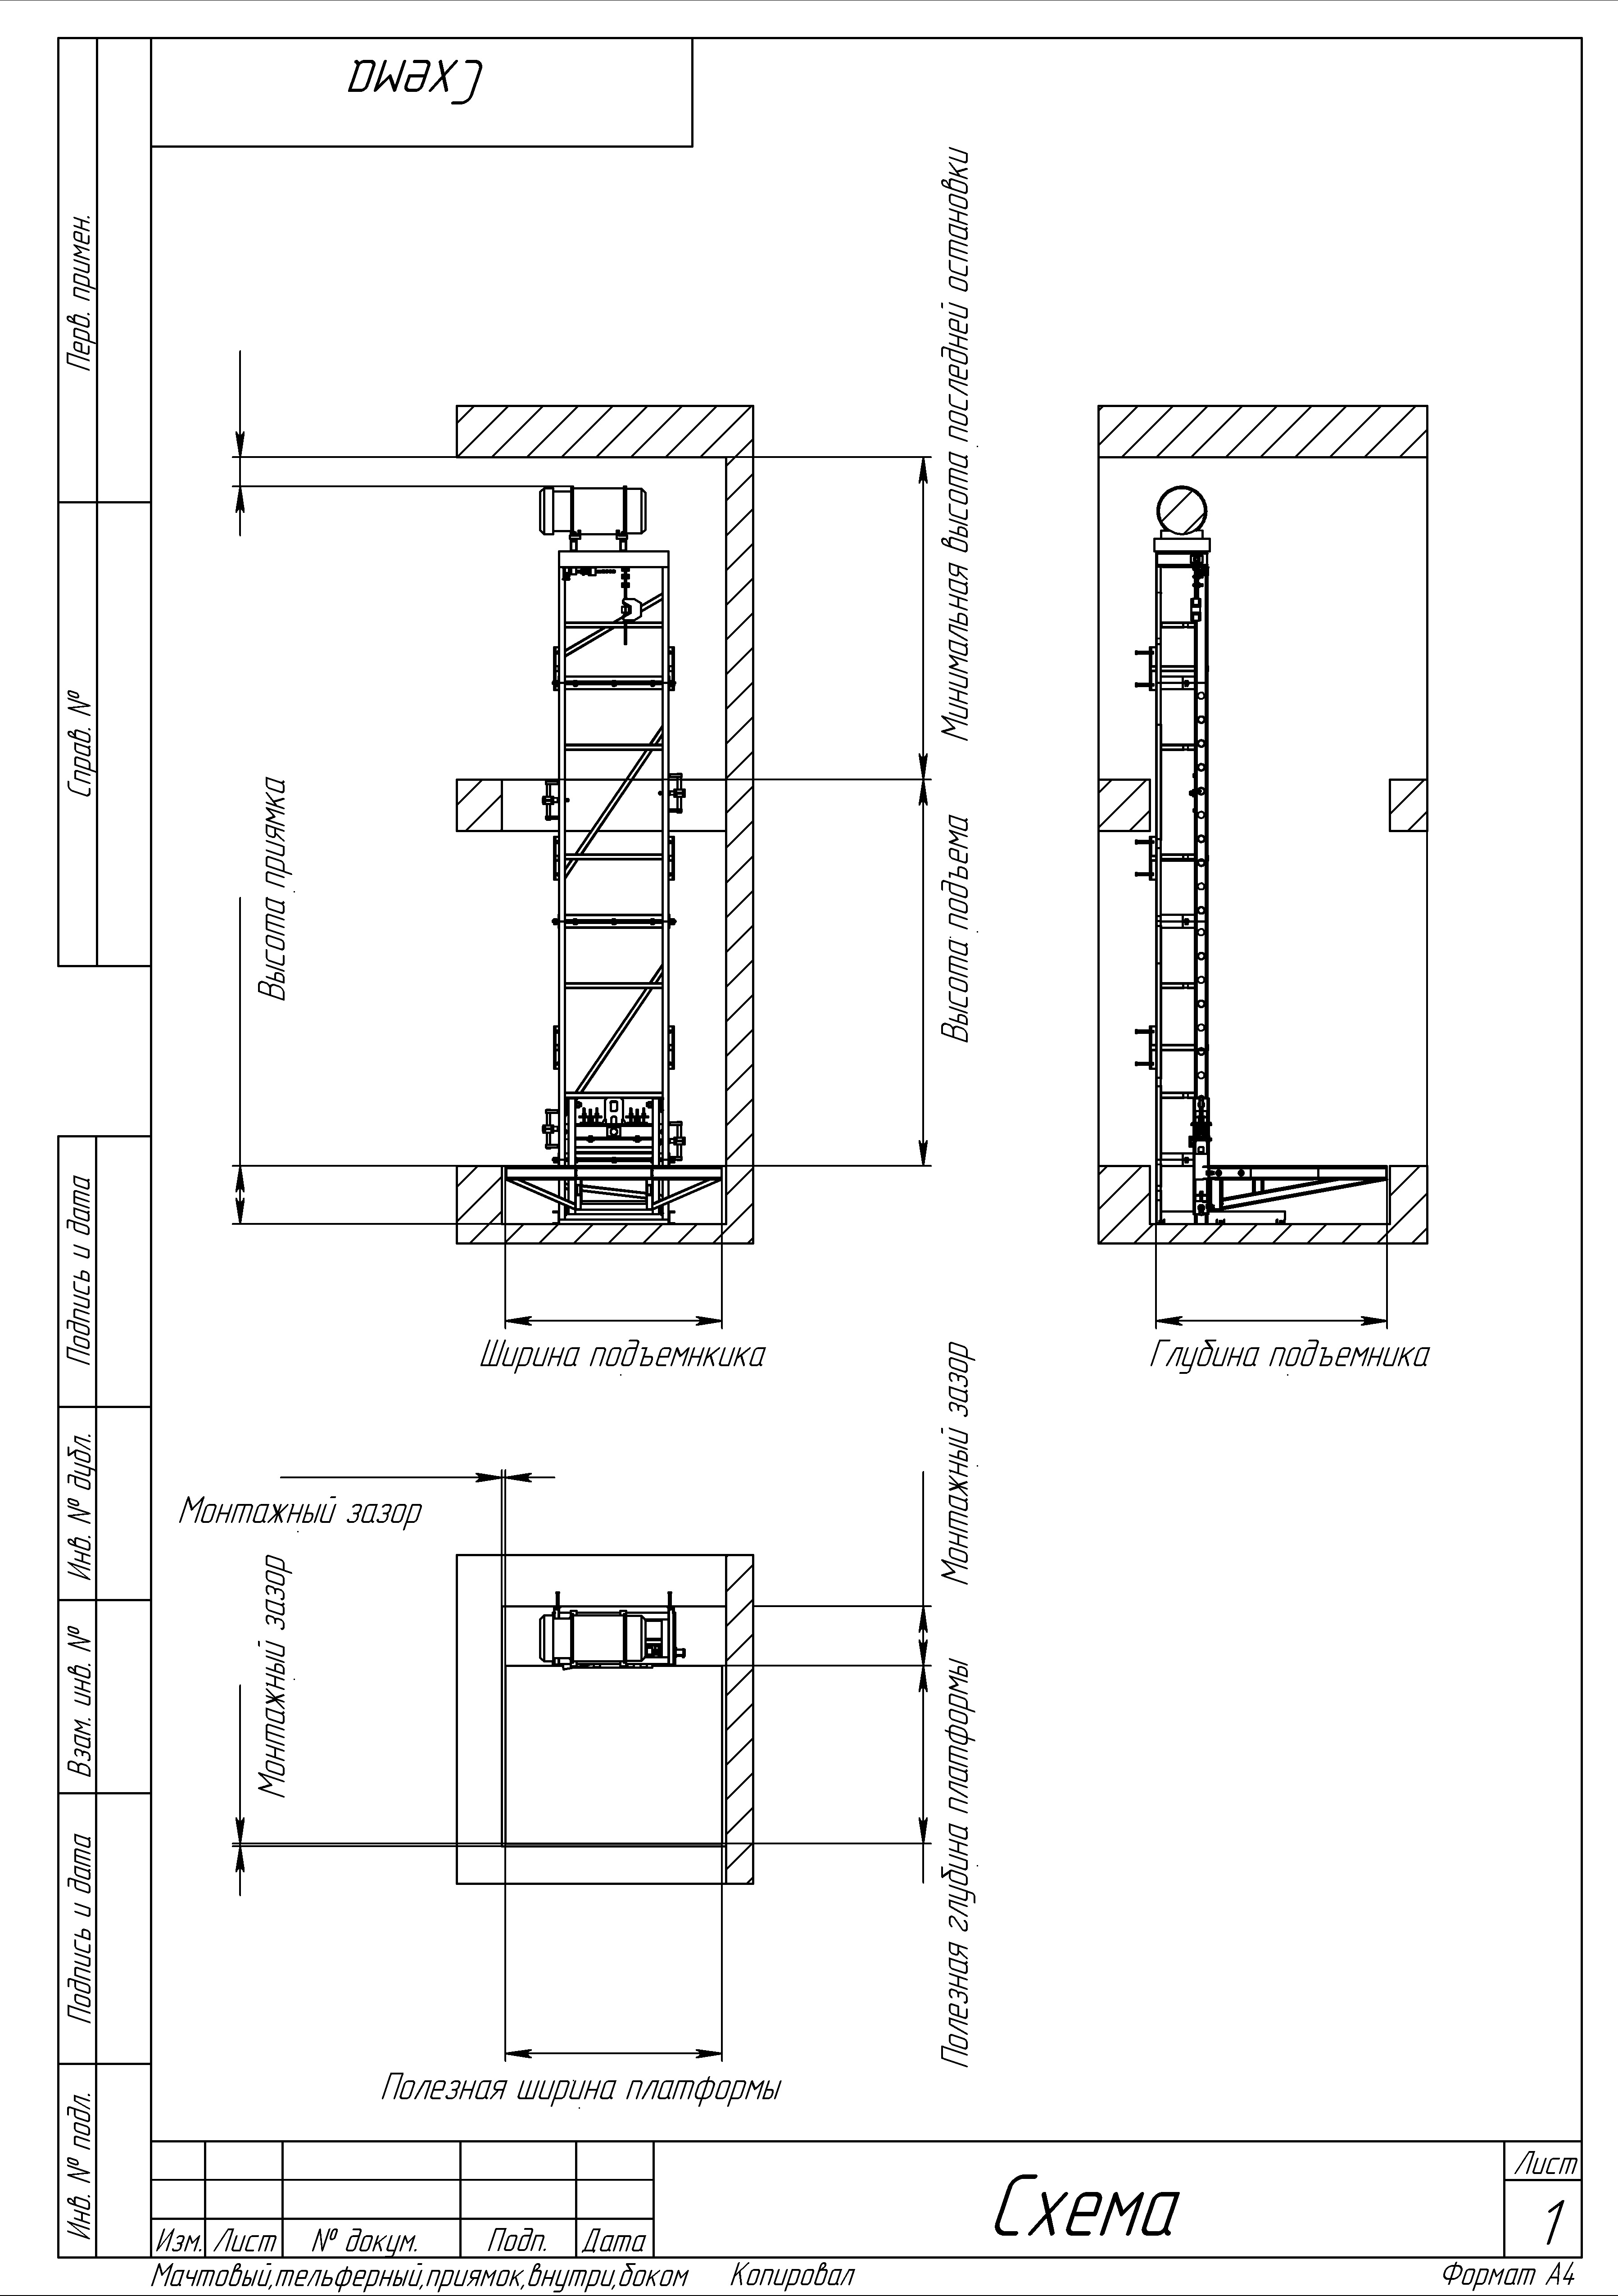 Схема
Перв. примен.
Справ. №
Подпись и дата
Инв. № дубл.
Взам. инв. №
Подпись и дата
Инв. № подл.
Минимальная высота последней остановки
Высота приямка
Высота подъема
Ширина подъемнкика
Глубина подъемника
Монтажный зазор
Монтажный зазор
Монтажный зазор
Полезная глубина платформы
Полезная ширина платформы
Схема
Лист
1
Изм. Лист № докум. Подп. Дата
Мачтовый,тельферный,приямок,внутри,боком Копировал Формат А4